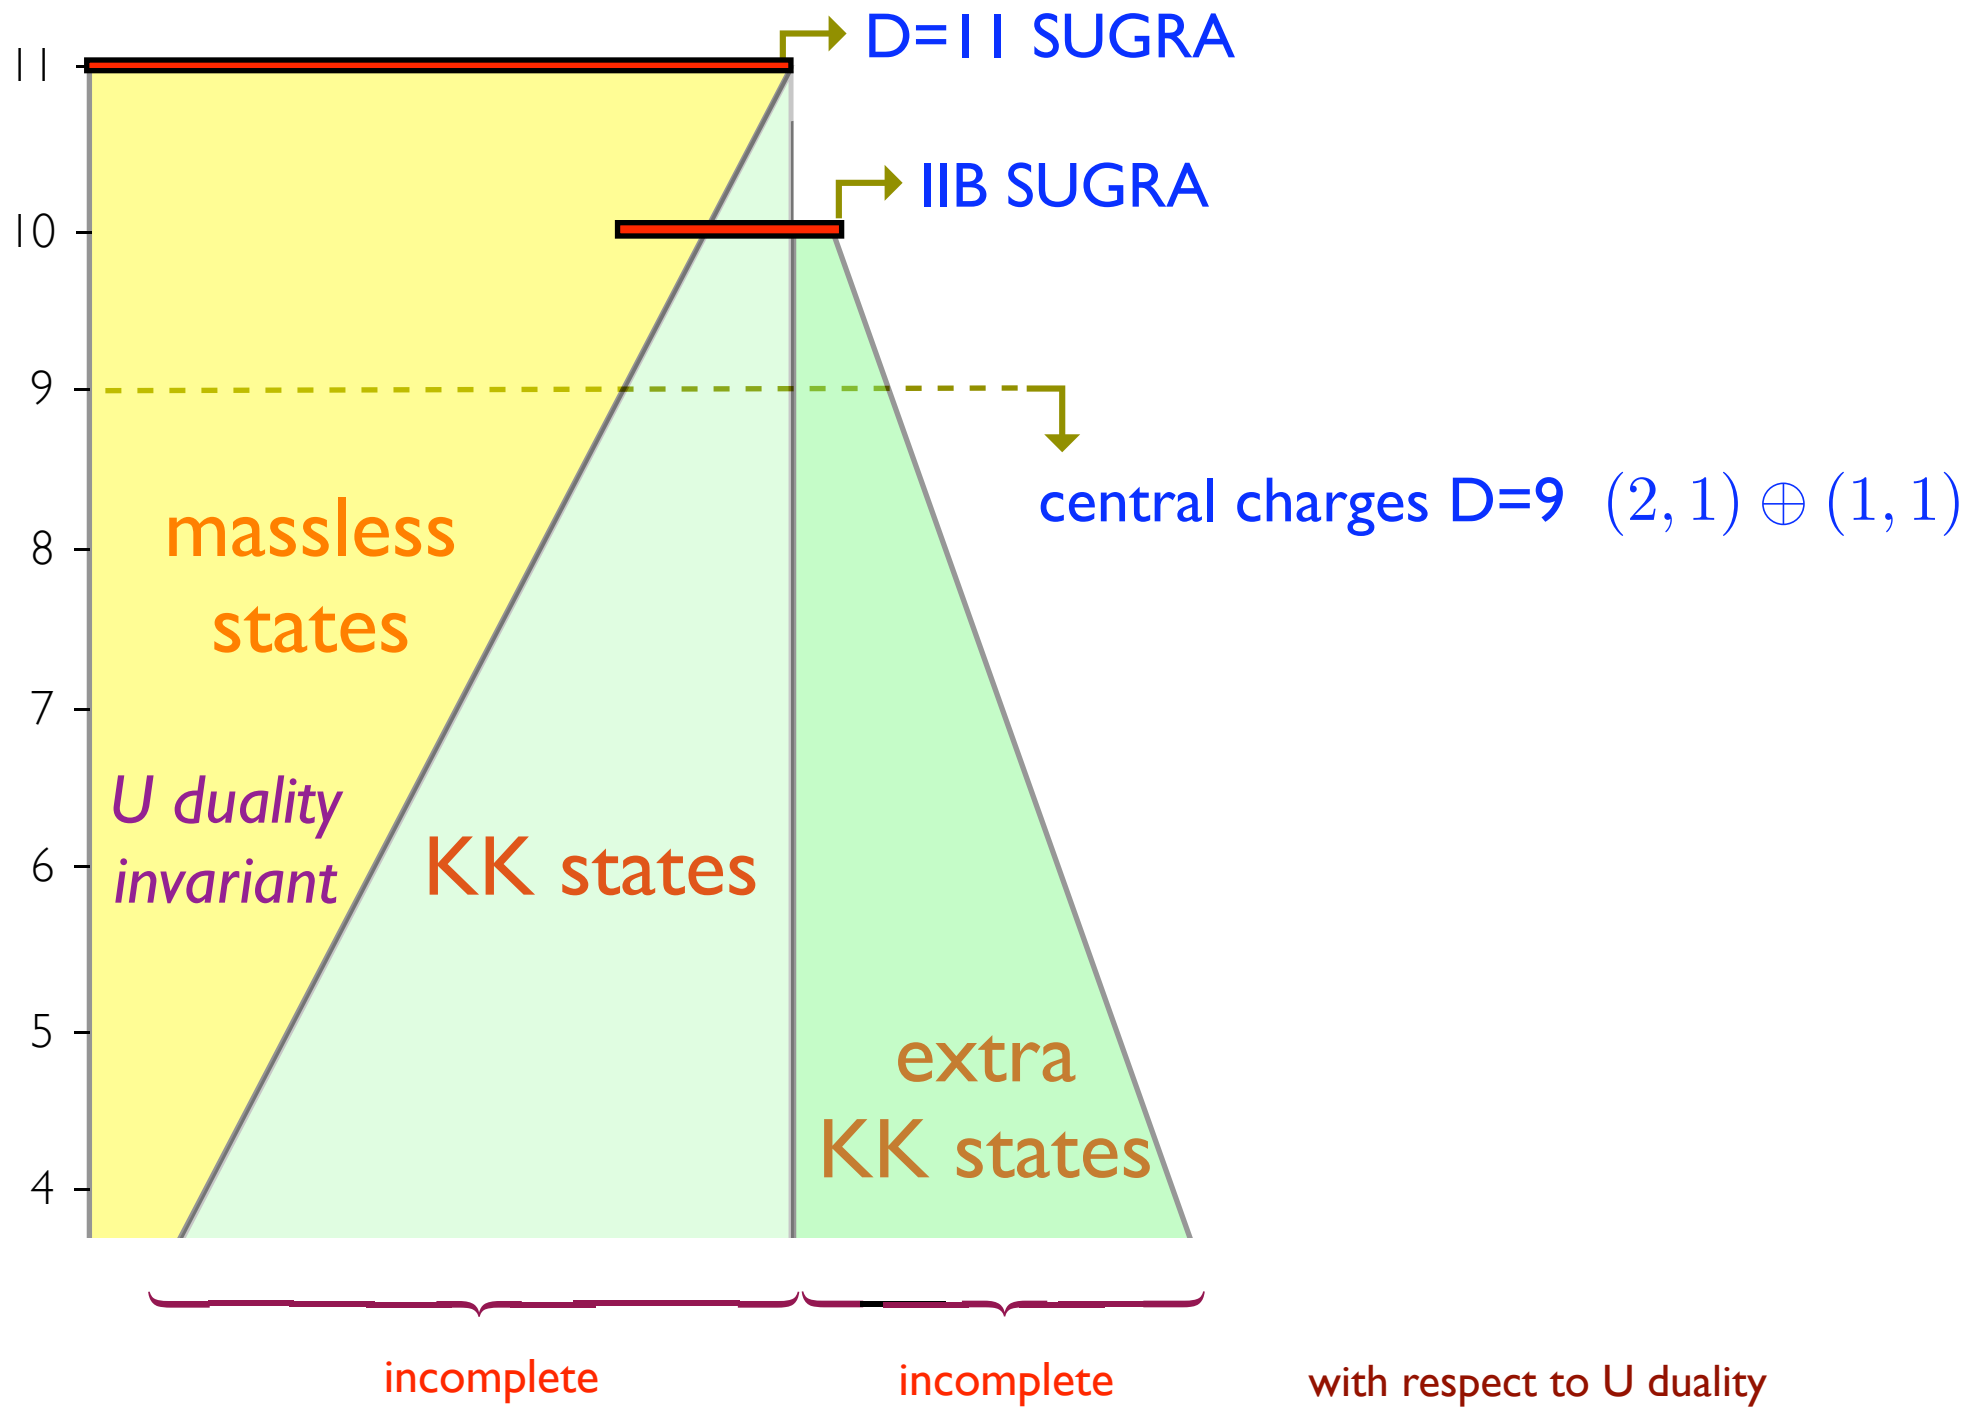 11
D=11 SUGRA
10
IIB SUGRA
9
central charges D=9 (2, 1) ⊕ (1, 1)
massless
states
8
7
U duality
invariant
6
KK states
5
extra
KK states
4
incomplete
incomplete
with respect to U duality